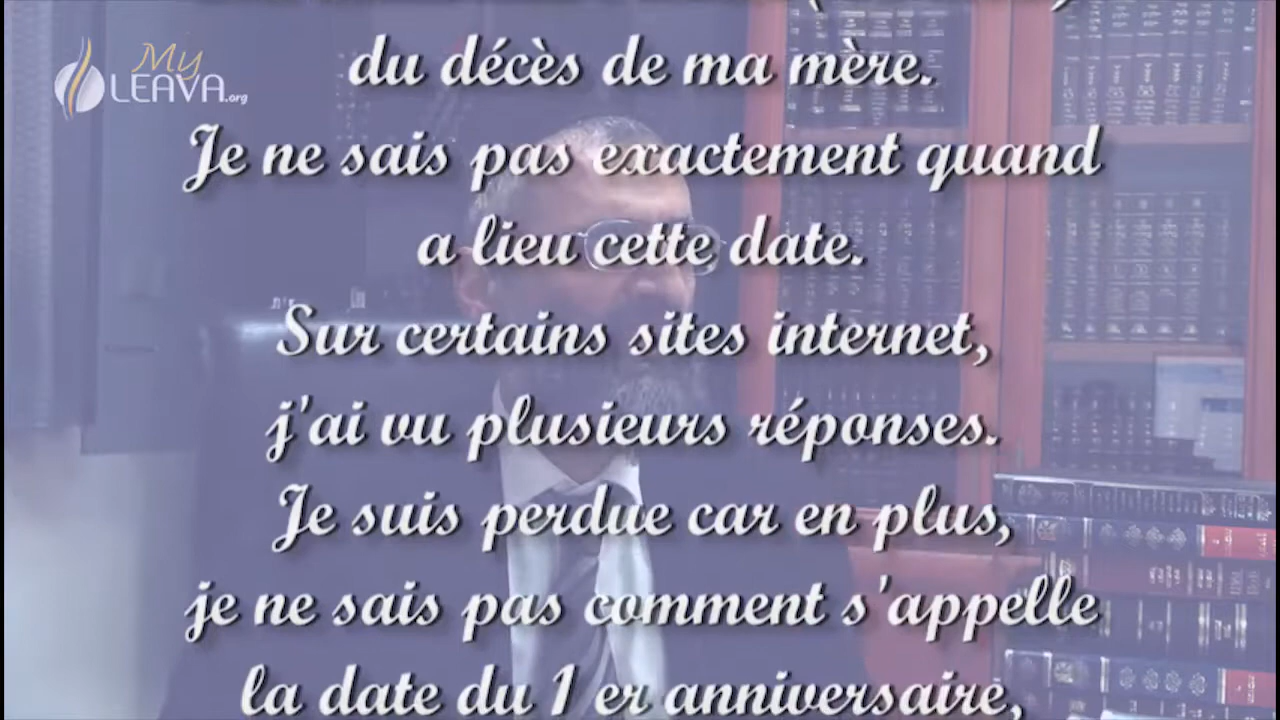 My
LEAVA.org
du décès de ma mère.
Je ne sais pas exactement quand
a lieu cette date.
Sur certains sites internet,
j'ai vu plusieurs réponses.
Je suis perdue car en plus,
je ne sais pas comment s'appelle
la date du 1 er anniversaire,